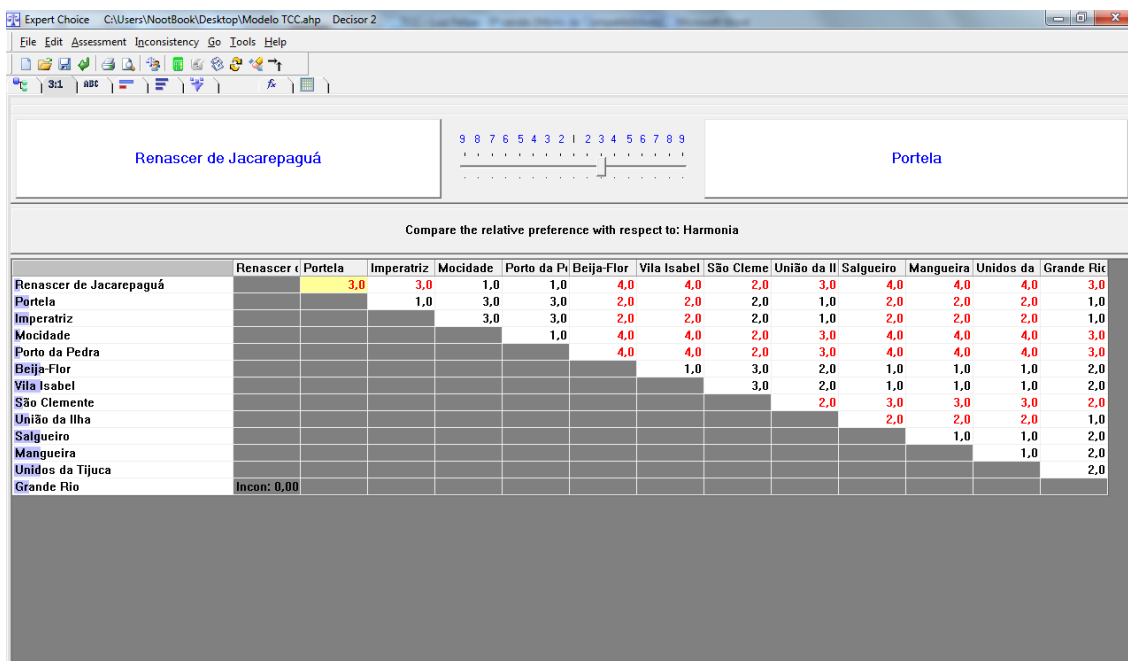 Expert Choice C:\Users\NootBook\Desktop\Modelo TCC.ahp Decisor 2
File Edit Assessment Inconsistency Go Tools Help
3:1 ABC fx
9 8 7 6 5 4 3 2 1 2 3 4 5 6 7 8 9
Renascer de Jacarepaguá Portela
Compare the relative preference with respect to: Harmonia
Renascer Portela Imperatriz Mocidade Porto da P Beija-Flor Vila Isabel São Cleme União da Il Salgueiro Mangueira Unidos da Grande Ric
Renascer de Jacarepaguá 3,0 3,0 1,0 1,0 4,0 4,0 2,0 3,0 4,0 4,0 4,0 3,0
Portela 1,0 3,0 3,0 2,0 2,0 2,0 1,0 2,0 2,0 2,0 1,0
Imperatriz 3,0 3,0 2,0 2,0 2,0 1,0 2,0 2,0 2,0 1,0
Mocidade 1,0 4,0 4,0 2,0 3,0 4,0 4,0 4,0 3,0
Porto da Pedra 4,0 4,0 2,0 3,0 4,0 4,0 4,0 3,0
Beija-Flor 1,0 3,0 2,0 1,0 1,0 1,0 2,0
Vila Isabel 3,0 2,0 1,0 1,0 1,0 2,0
São Clemente 2,0 3,0 3,0 3,0 2,0
União da Ilha 2,0 2,0 2,0 1,0
Salgueiro 1,0 1,0 2,0
Mangueira 1,0 2,0
Unidos da Tijuca 2,0
Grande Rio Incon: 0,00